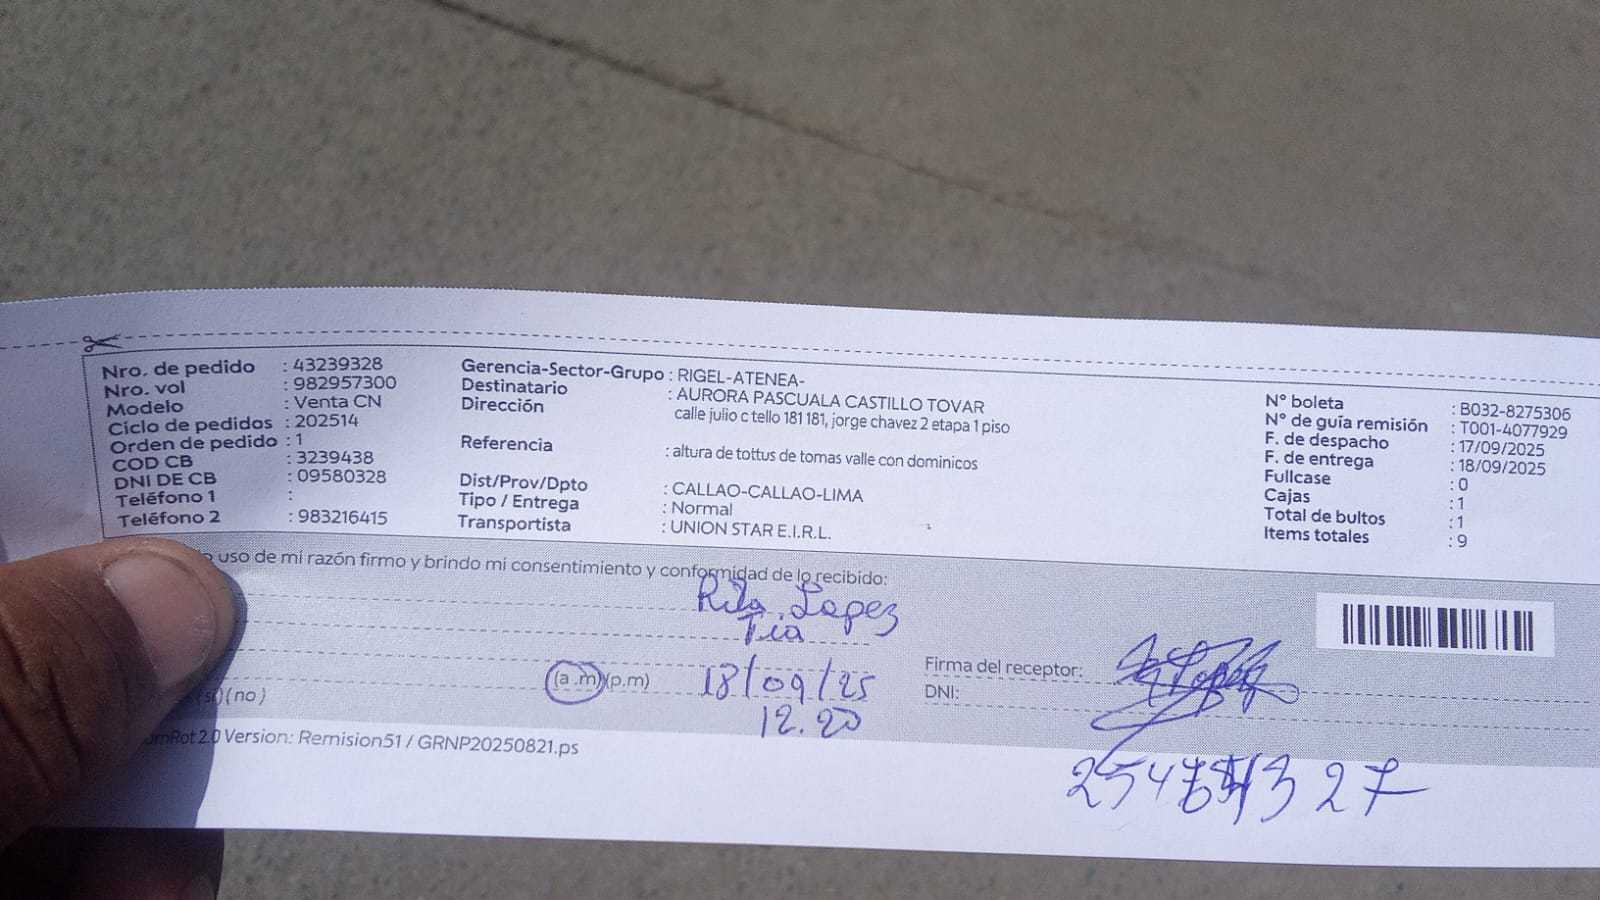 Nro. de pedido : 43239328
Nro. vol : 982957300
Modelo : Venta CN
Ciclo de pedidos : 202514
Orden de pedido : 1
COD CB : 3239438
DNI DE CB : 09580328
Teléfono 1 :
Teléfono 2 : 983216415
Gerencia-Sector-Grupo : RIGEL-ATENEA-
Destinatario : AURORA PASCUALA CASTILLO TOVAR
Dirección calle julio c tello 181 181, jorge chavez 2 etapa 1 piso
Referencia : altura de tottus de tomas valle con dominicos
Dist/Prov/Dpto : CALLAO-CALLAO-LIMA
Tipo / Entrega : Normal
Transportista : UNION STAR E.I.R.L.
N° boleta : B032-8275306
N° de guía remisión : T001-4077929
F. de despacho : 17/09/2025
F. de entrega : 18/09/2025
Fullcase : 0
Cajas : 1
Total de bultos : 1
Items totales : 9
uso de mi razón firmo y brindo mi consentimiento y conformidad de lo recibido:
Rita Lopez
Tia
(si) (no)
(a.m)(p.m) 18/09/25
12.20
Firma del receptor:
DNI:
2.0 Version: Remision51 / GRNP20250821.ps